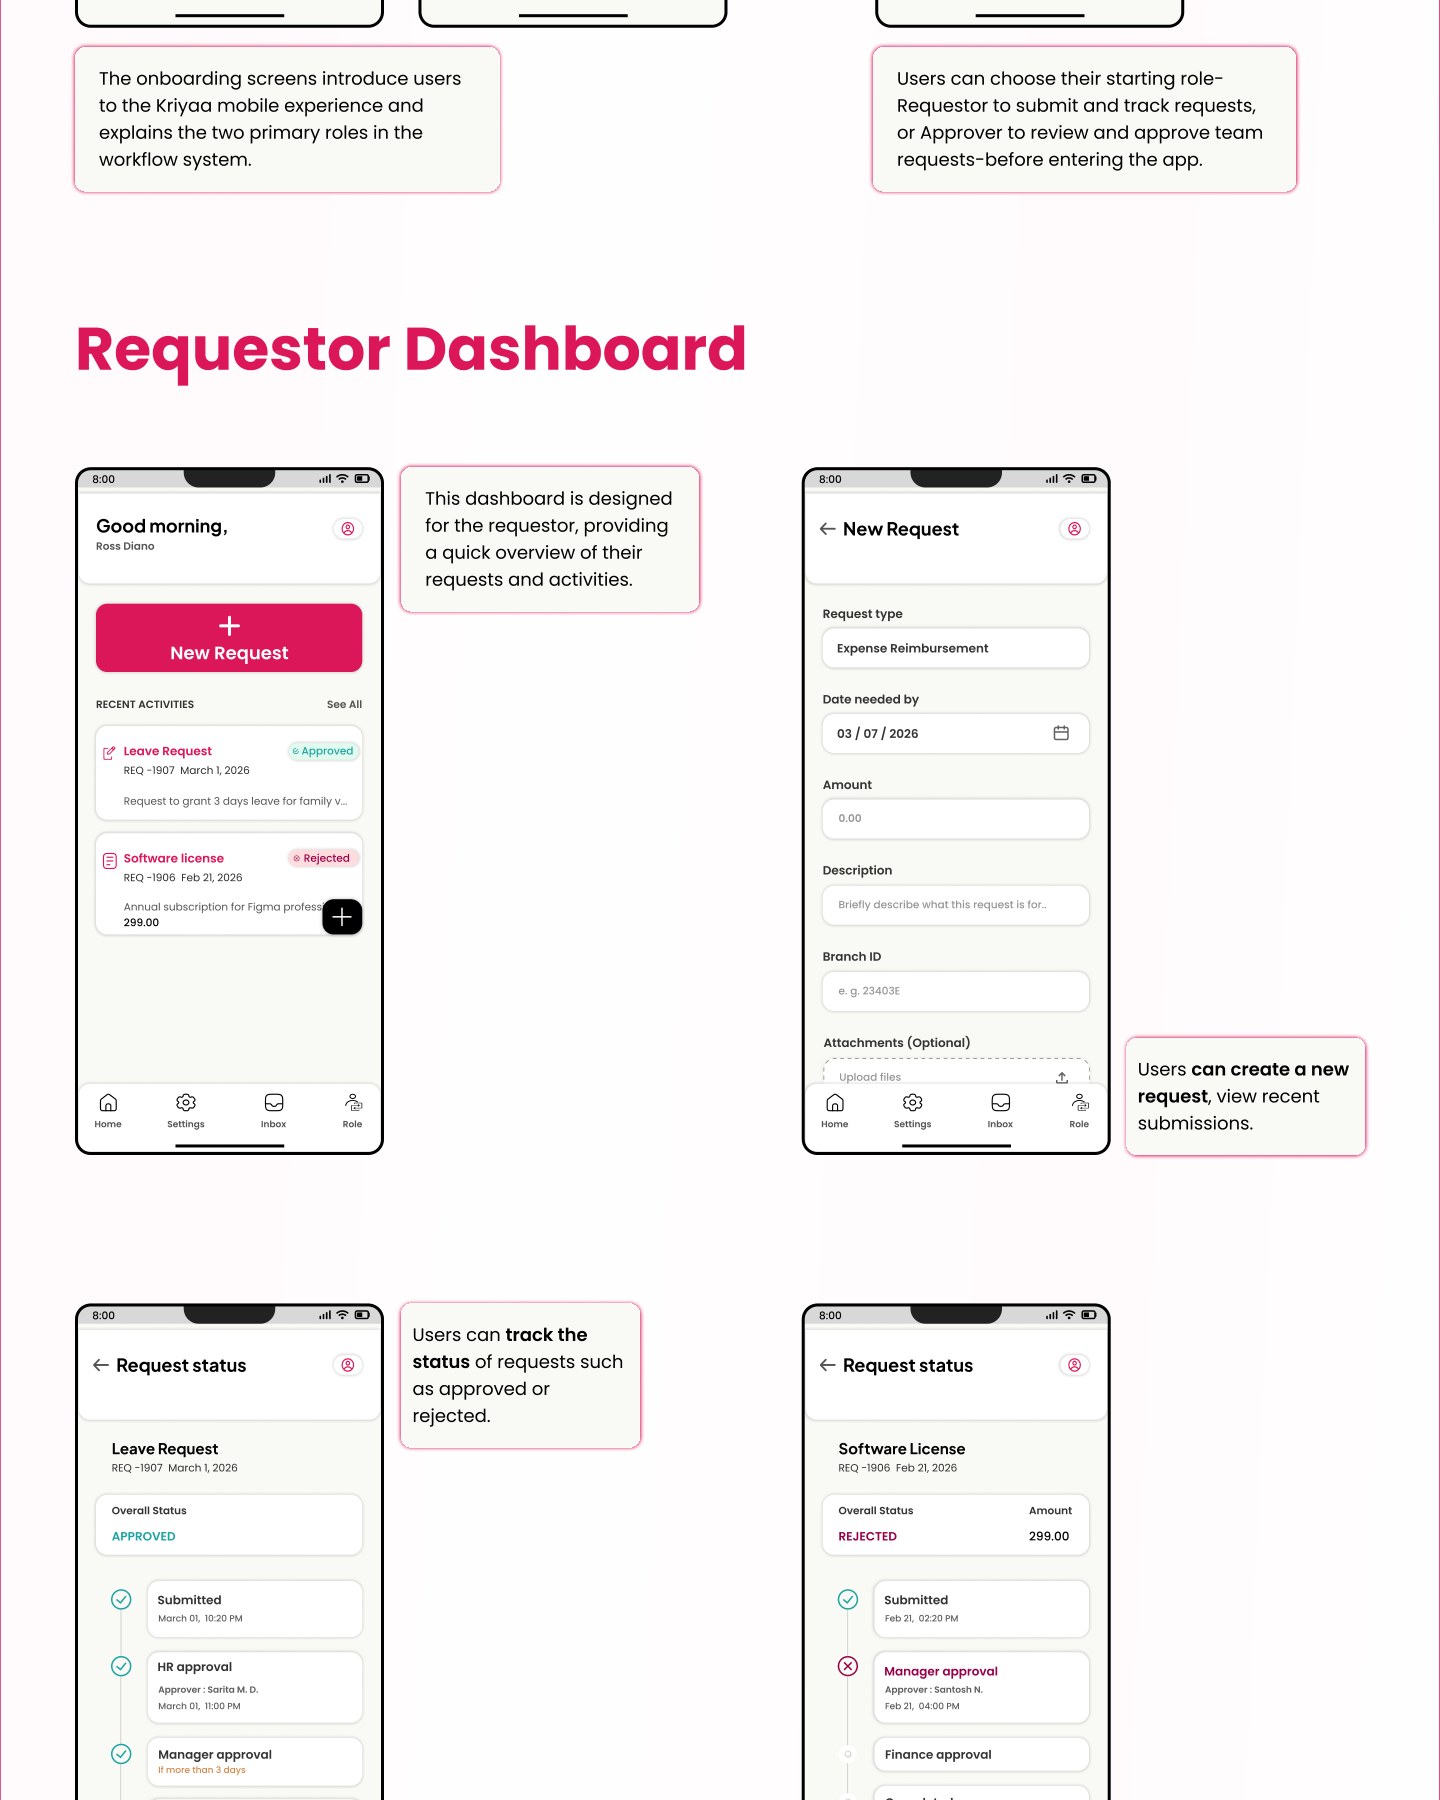 The onboarding screens introduce users
to the Kriyaa mobile experience and
explains the two primary roles in the
workflow system.
Users can choose their starting role-
Requestor to submit and track requests,
or Approver to review and approve team
requests-before entering the app.
Requestor Dashboard
8:00
Good morning,
Ross Diano
New Request
RECENT ACTIVITIES See All
Leave Request Approved
REQ -1907 March 1, 2026
Request to grant 3 days leave for family v...
Software license Rejected
REQ -1906 Feb 21, 2026
Annual subscription for Figma profess
299.00
Home Settings Inbox Role
This dashboard is designed
for the requestor, providing
a quick overview of their
requests and activities.
8:00
New Request
Request type
Expense Reimbursement
Date needed by
03 / 07 / 2026
Amount
0.00
Description
Briefly describe what this request is for..
Branch ID
e. g. 23403E
Attachments (Optional)
Upload files
Home Settings Inbox Role
Users can create a new
request, view recent
submissions.
8:00
Request status
Leave Request
REQ -1907 March 1, 2026
Overall Status
APPROVED
Submitted
March 01, 10:20 PM
HR approval
Approver : Sarita M. D.
March 01, 11:00 PM
Manager approval
If more than 3 days
Users can track the
status of requests such
as approved or
rejected.
8:00
Request status
Software License
REQ -1906 Feb 21, 2026
Overall Status Amount
REJECTED 299.00
Submitted
Feb 21, 02:20 PM
Manager approval
Approver : Santosh N.
Feb 21, 04:00 PM
Finance approval